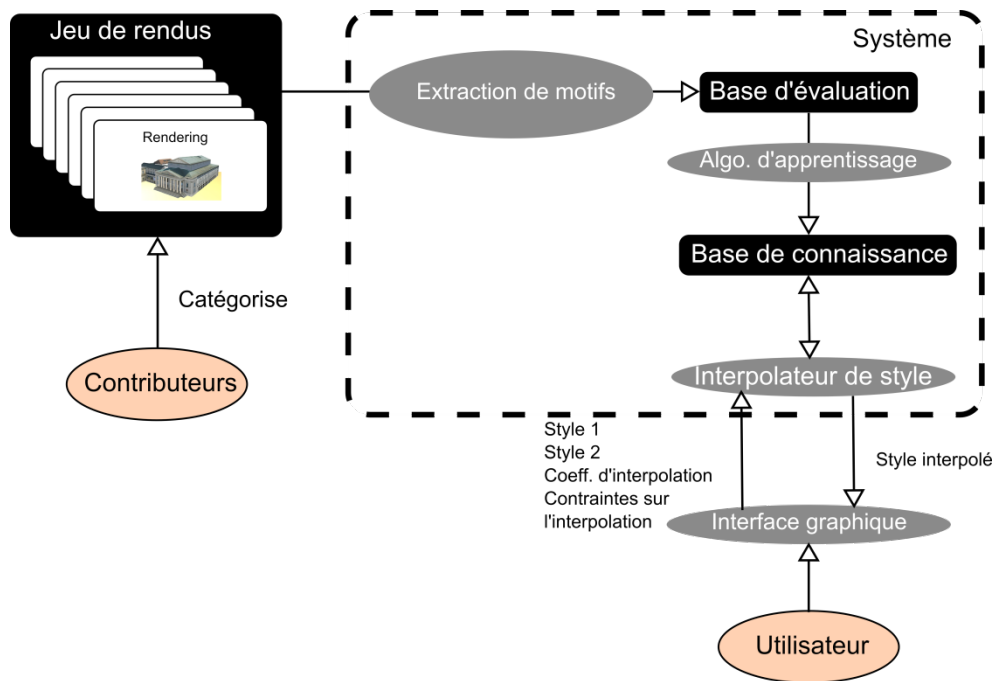 Jeu de rendus
Rendering
Système
Extraction de motifs
Base d'évaluation
Algo. d'apprentissage
Base de connaissance
Catégorise
Contributeurs
Interpolateur de style
Style 1
Style 2
Coeff. d'interpolation
Contraintes sur
l'interpolation
Style interpolé
Interface graphique
Utilisateur